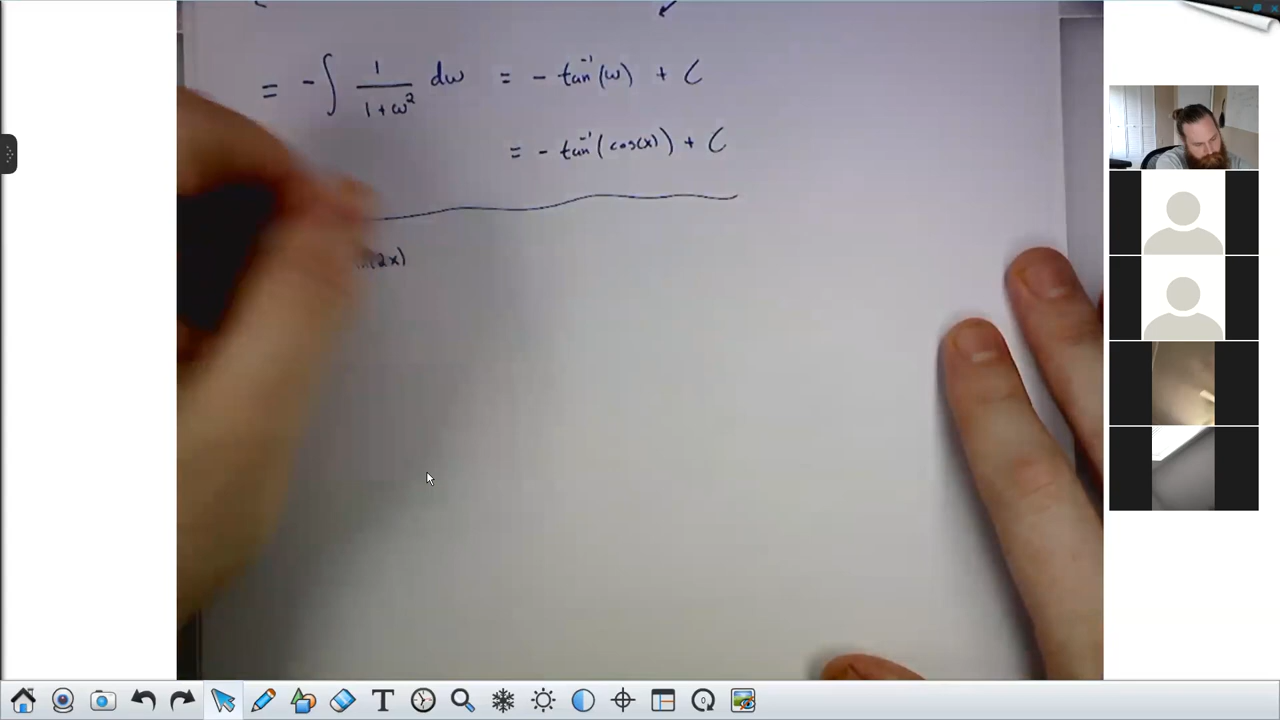 = - ∫ 1/(1+ω²) dω = - tan⁻¹(ω) + C
= - tan⁻¹(cos(x)) + C
(2x)